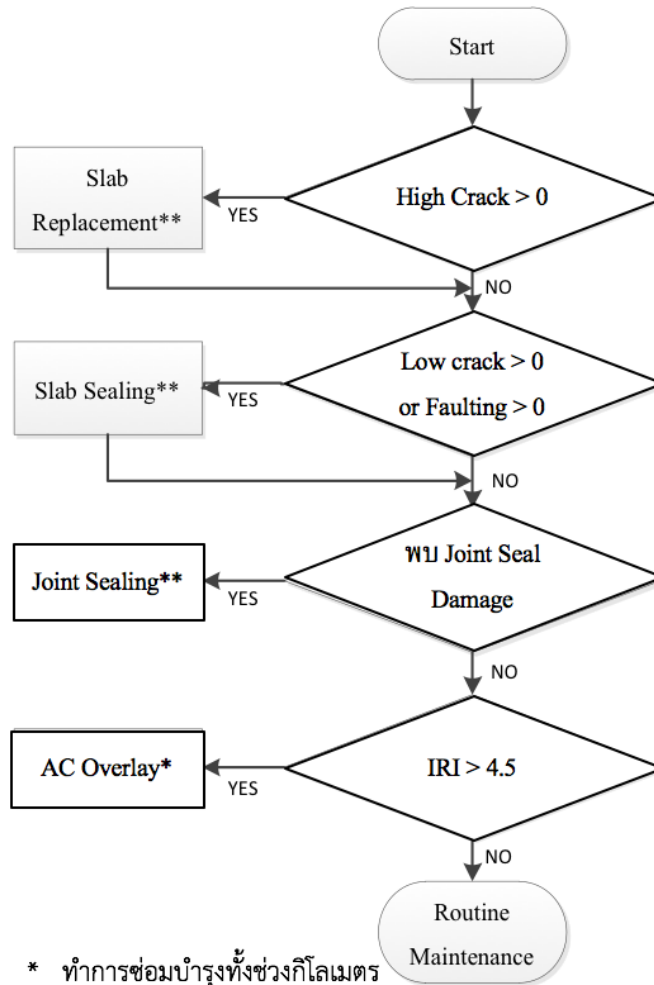 Start
High Crack > 0
YES
Slab
Replacement**
NO
Low crack > 0
or Faulting > 0
YES
Slab Sealing**
NO
พบ Joint Seal
Damage
YES
Joint Sealing**
NO
IRI > 4.5
YES
AC Overlay*
NO
Routine
Maintenance
* ทำการซ่อมบำรุงทั้งช่วงกิโลเมตร